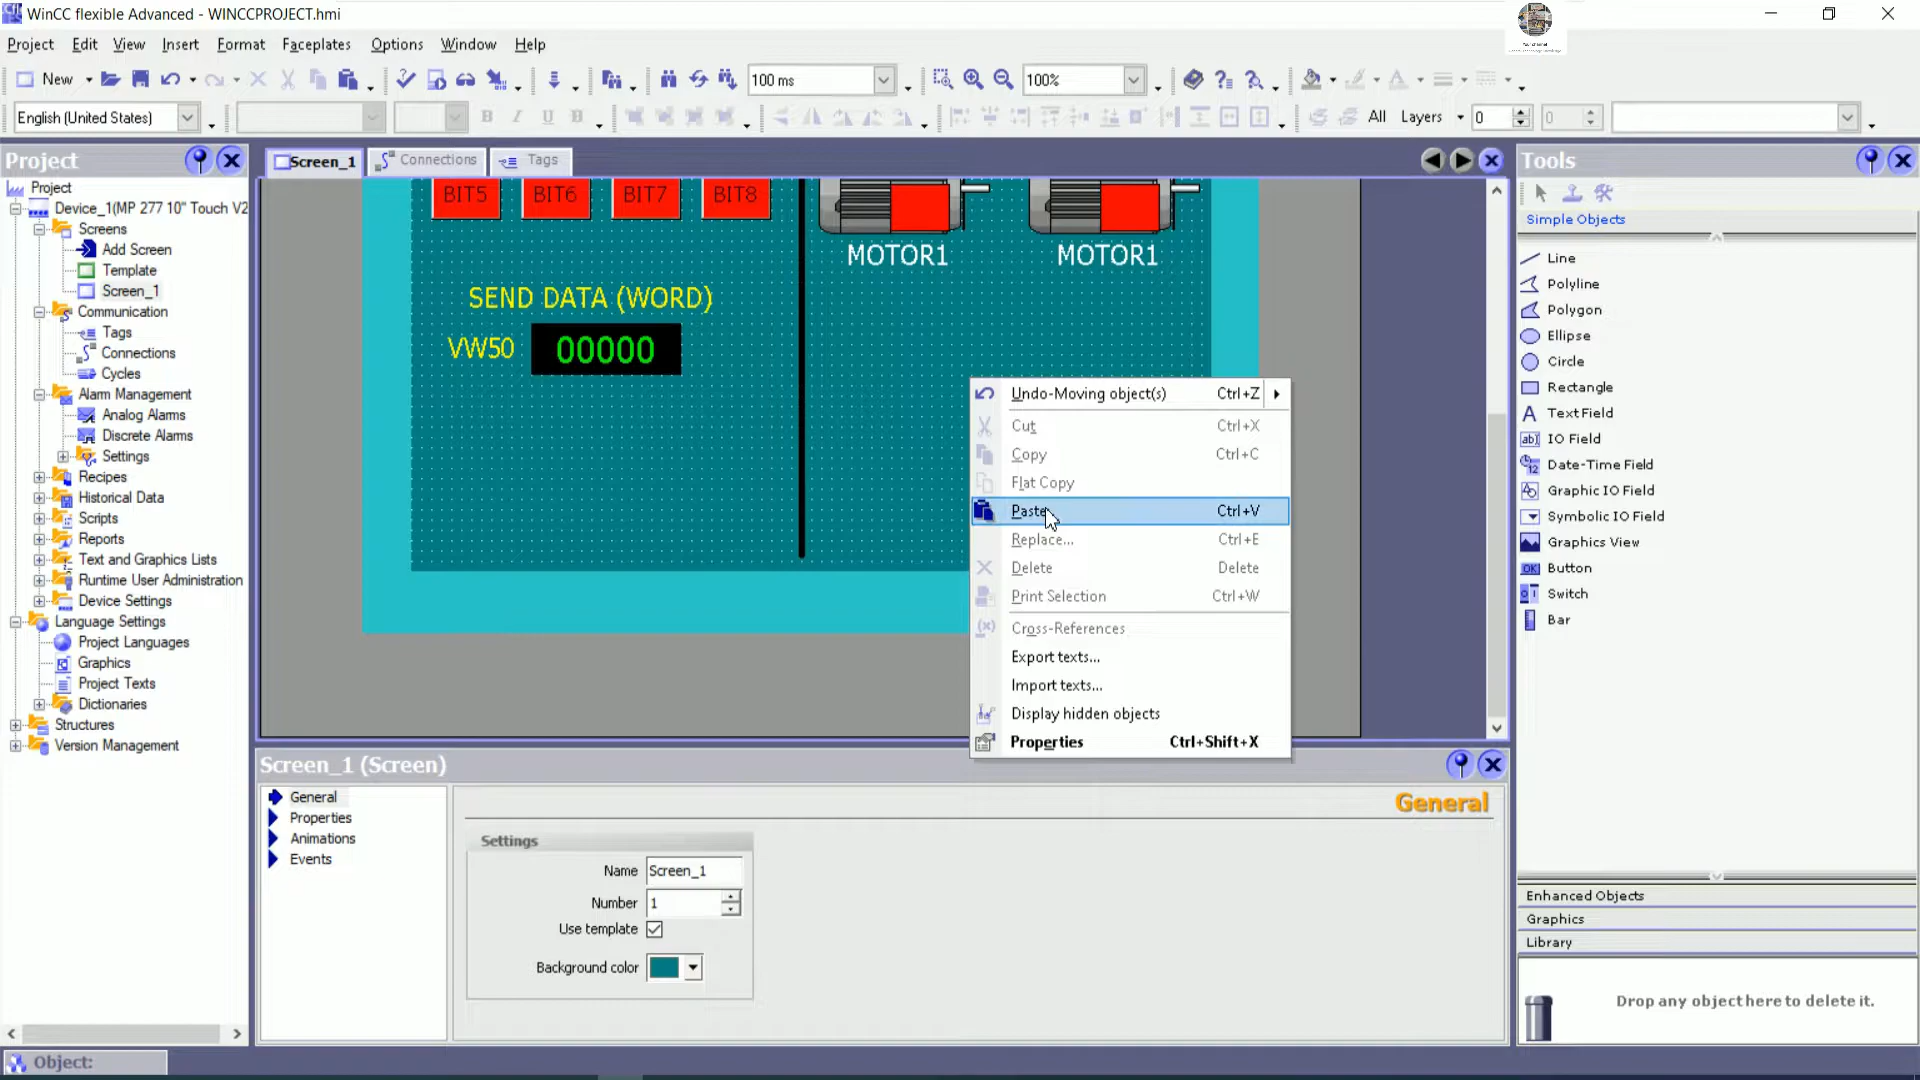 WinCC flexible Advanced - WINCCPROJECT.hmi
Project Edit View Insert Format Faceplates Options Window Help
New 100 ms 100%
English (United States) B I U B All Layers 0 0
Project
Screen_1 Connections Tags
Tools
Project
Device_1(MP 277 10" Touch V2
Screens
Add Screen
Template
Screen_1
Communication
Tags
Connections
Cycles
Alarm Management
Analog Alarms
Discrete Alarms
Settings
Recipes
Historical Data
Scripts
Reports
Text and Graphics Lists
Runtime User Administration
Device Settings
Language Settings
Project Languages
Graphics
Project Texts
Dictionaries
Structures
Version Management
BIT5 BIT6 BIT7 BIT8
MOTOR1 MOTOR1
SEND DATA (WORD)
VW50 00000
Undo-Moving object(s) Ctrl+Z
Cut Ctrl+X
Copy Ctrl+C
Flat Copy
Paste Ctrl+V
Replace... Ctrl+E
Delete Delete
Print Selection Ctrl+W
Cross-References
Export texts...
Import texts...
Display hidden objects
Properties Ctrl+Shift+X
Simple Objects
Line
Polyline
Polygon
Ellipse
Circle
Rectangle
Text Field
IO Field
Date-Time Field
Graphic IO Field
Symbolic IO Field
Graphics View
Button
Switch
Bar
Enhanced Objects
Graphics
Library
Drop any object here to delete it.
Screen_1 (Screen)
General
Properties
Animations
Events
General
Settings
Name Screen_1
Number 1
Use template
Background color
Object: